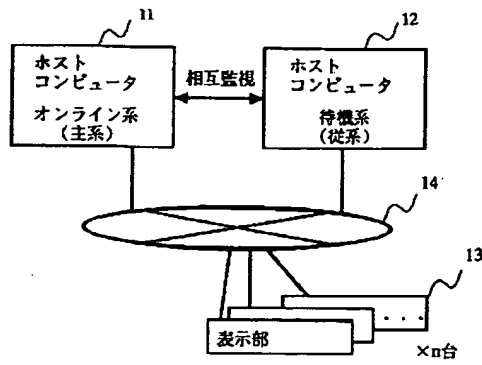 11
12
ホスト
コンピュータ
オンライン系
(主系)
相互監視
ホスト
コンピュータ
待機系
(従系)
14
13
表示部
. . .
×n台